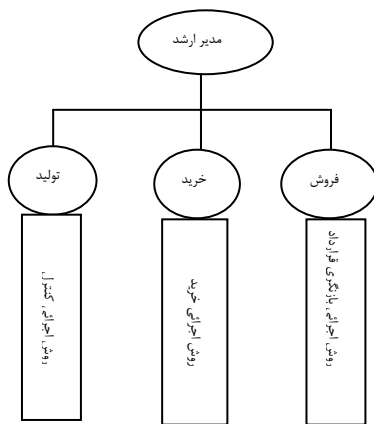 مدیر ارشد
فروش
خرید
تولید
روش اجرائی بازنگری قرارداد
روش اجرائی خرید
روش اجرائی کنترل